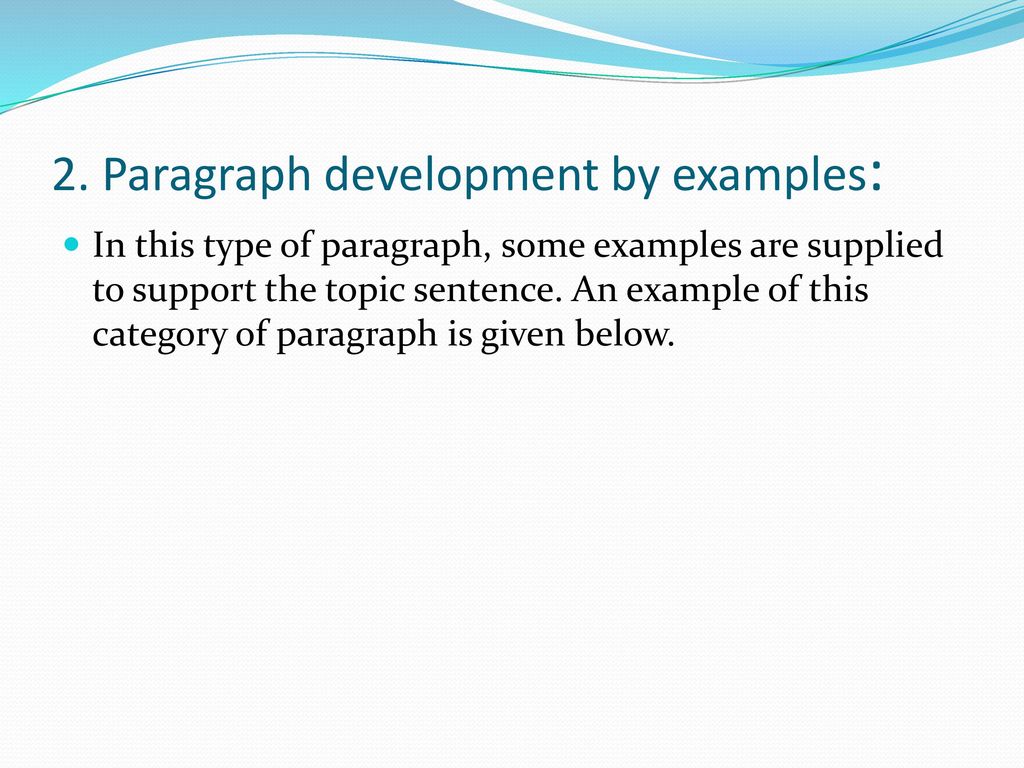 2. Paragraph development by examples:
In this type of paragraph, some examples are supplied
to support the topic sentence. An example of this
category of paragraph is given below.